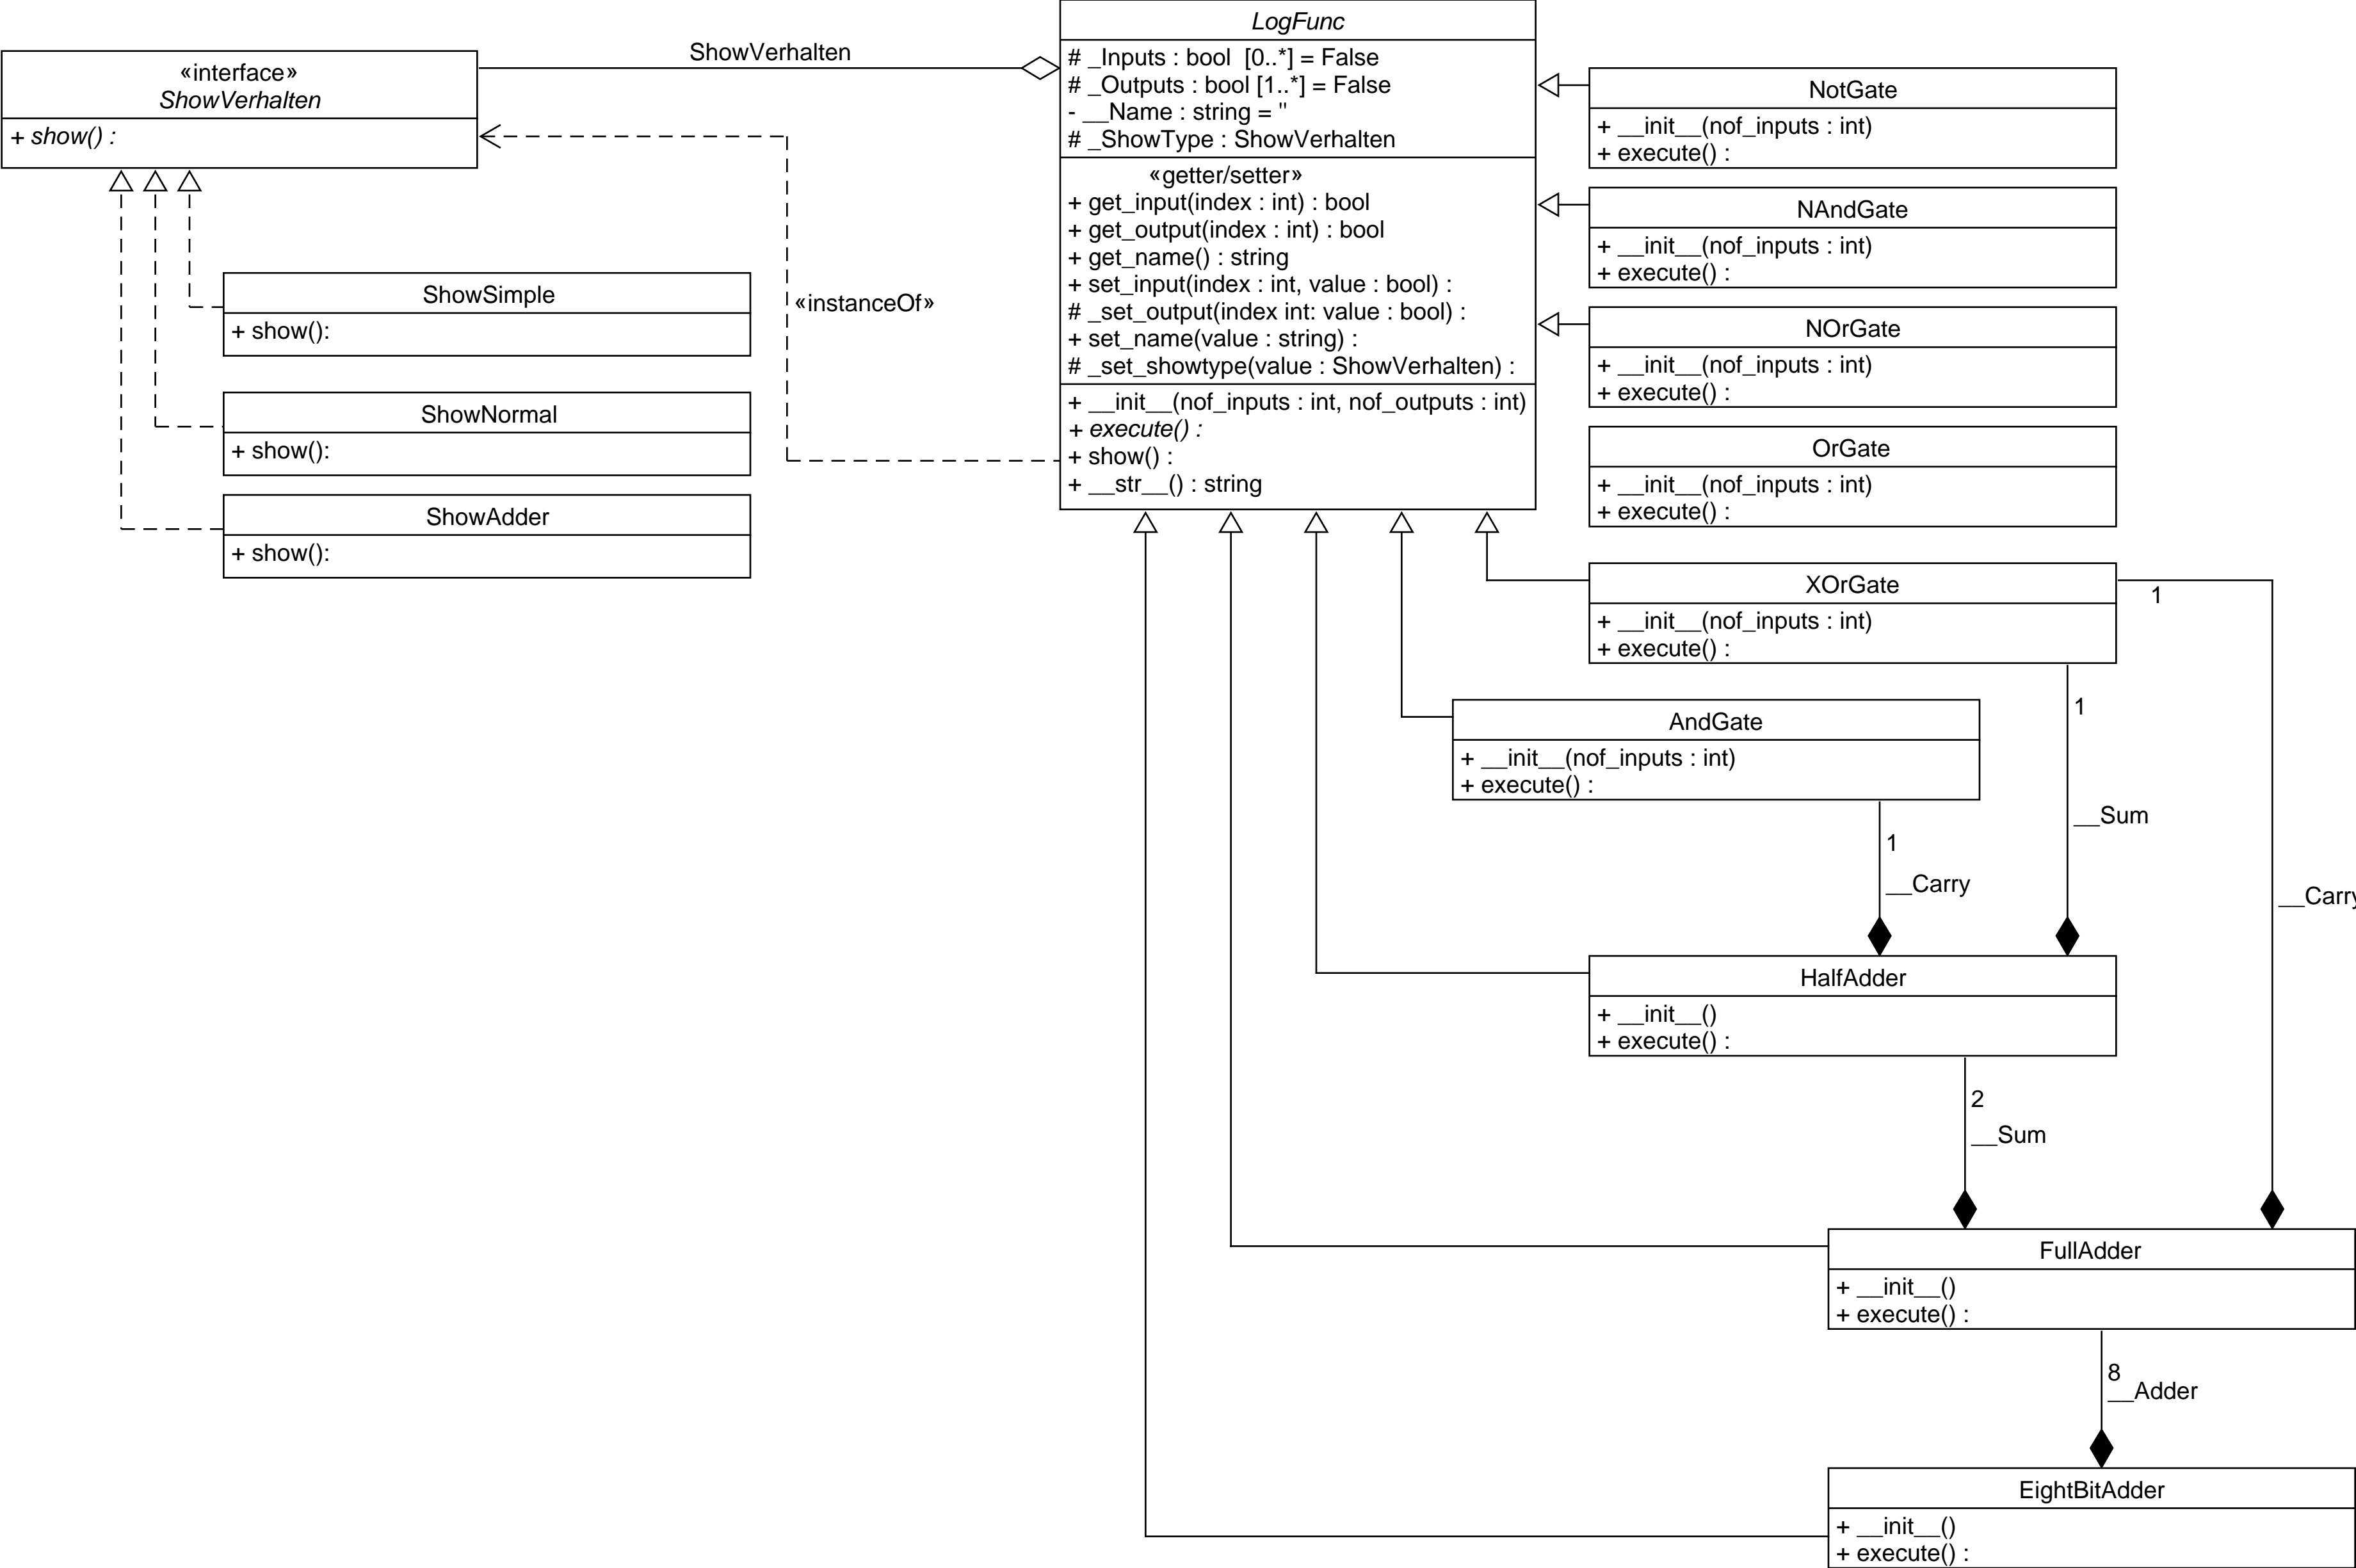 ShowVerhalten
«interface»
ShowVerhalten
+ show() :
«instanceOf»
ShowSimple
+ show():
ShowNormal
+ show():
ShowAdder
+ show():
LogFunc
# _Inputs : bool  [0..*] = False
# _Outputs : bool [1..*] = False
- __Name : string = ''
# _ShowType : ShowVerhalten
«getter/setter»
+ get_input(index : int) : bool
+ get_output(index : int) : bool
+ get_name() : string
+ set_input(index : int, value : bool) :
# _set_output(index int: value : bool) :
+ set_name(value : string) :
# _set_showtype(value : ShowVerhalten) :
+ __init__(nof_inputs : int, nof_outputs : int)
+ execute() :
+ show() :
+ __str__() : string
NotGate
+ __init__(nof_inputs : int)
+ execute() :
NAndGate
+ __init__(nof_inputs : int)
+ execute() :
NOrGate
+ __init__(nof_inputs : int)
+ execute() :
OrGate
+ __init__(nof_inputs : int)
+ execute() :
XOrGate
+ __init__(nof_inputs : int)
+ execute() :
1
1
AndGate
+ __init__(nof_inputs : int)
+ execute() :
__Sum
1
__Carry
__Carry
HalfAdder
+ __init__()
+ execute() :
2
__Sum
FullAdder
+ __init__()
+ execute() :
8
__Adder
EightBitAdder
+ __init__()
+ execute() :